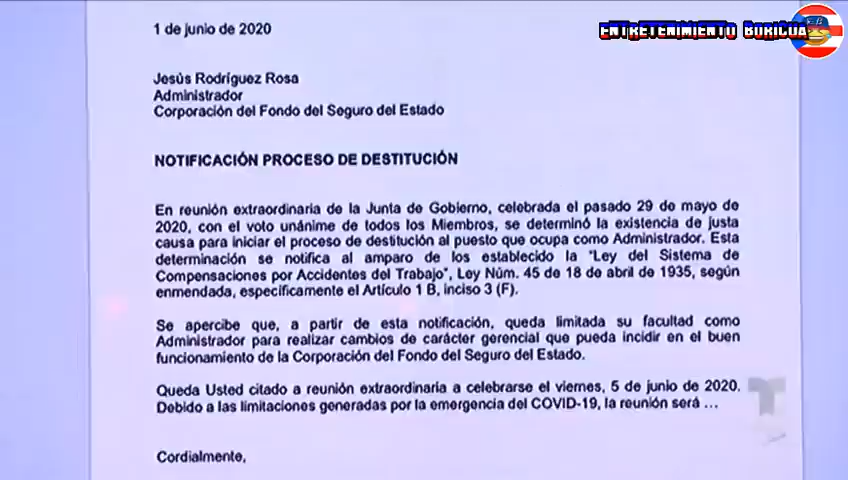 ENTRETENIMIENTO BORICUA
1 de junio de 2020
Jesús Rodríguez Rosa
Administrador
Corporación del Fondo del Seguro del Estado
NOTIFICACIÓN PROCESO DE DESTITUCIÓN
En reunión extraordinaria de la Junta de Gobierno, celebrada el pasado 29 de mayo de
2020, con el voto unánime de todos los Miembros, se determinó la existencia de justa
causa para iniciar el proceso de destitución al puesto que ocupa como Administrador. Esta
determinación se notifica al amparo de los establecido la "Ley del Sistema de
Compensaciones por Accidentes del Trabajo", Ley Núm. 45 de 18 de abril de 1935, según
enmendada, específicamente el Artículo 1 B, inciso 3 (F).
Se apercibe que, a partir de esta notificación, queda limitada su facultad como
Administrador para realizar cambios de carácter gerencial que pueda incidir en el buen
funcionamiento de la Corporación del Fondo del Seguro del Estado.
Queda Usted citado a reunión extraordinaria a celebrarse el viernes, 5 de junio de 2020.
Debido a las limitaciones generadas por la emergencia del COVID-19, la reunión será ...
Cordialmente,